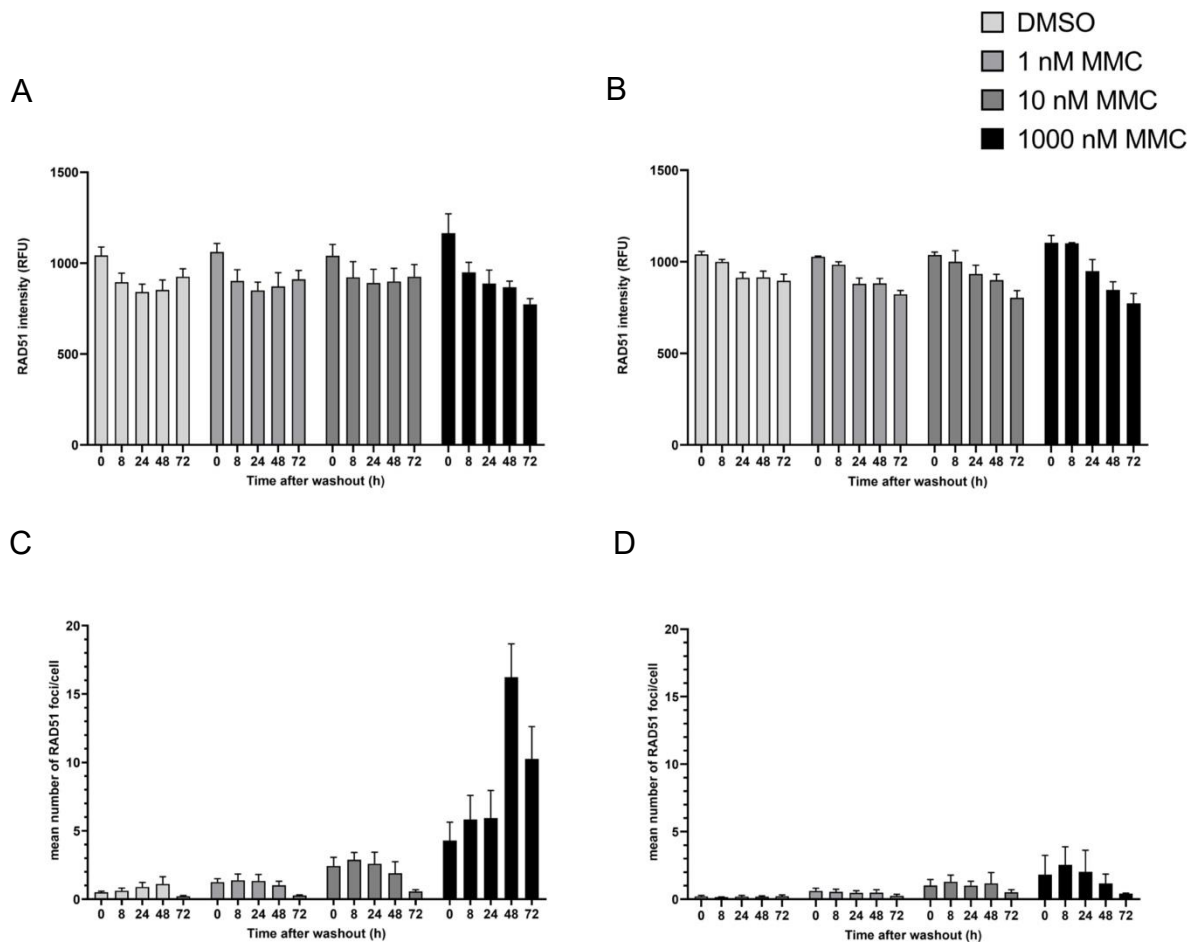 DMSO
1 nM MMC
10 nM MMC
1000 nM MMC
A
1500
1000
500
0
RAD51 intensity (RFU)
0 8 24 48 72 0 8 24 48 72 0 8 24 48 72 0 8 24 48 72
Time after washout (h)
B
1500
1000
500
0
RAD51 intensity (RFU)
0 8 24 48 72 0 8 24 48 72 0 8 24 48 72 0 8 24 48 72
Time after washout (h)
C
20
15
10
5
0
mean number of RAD51 foci/cell
0 8 24 48 72 0 8 24 48 72 0 8 24 48 72 0 8 24 48 72
Time after washout (h)
D
20
15
10
5
0
mean number of RAD51 foci/cell
0 8 24 48 72 0 8 24 48 72 0 8 24 48 72 0 8 24 48 72
Time after washout (h)